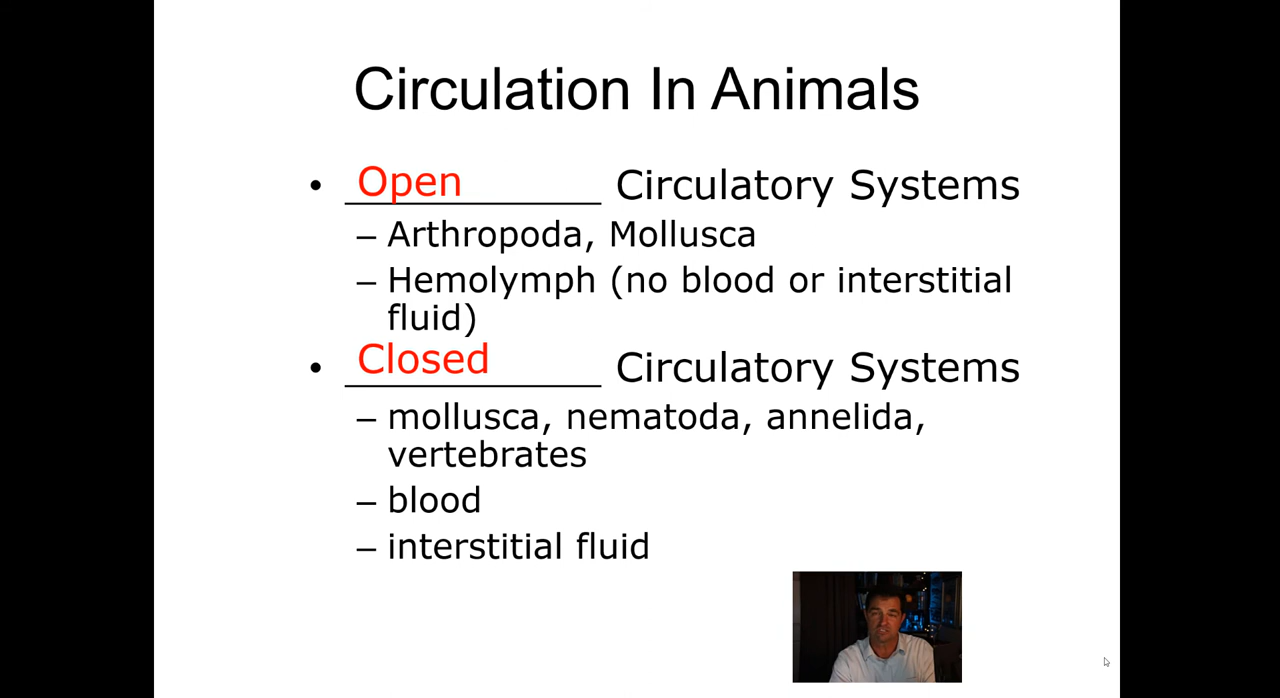 Circulation In Animals
• Open Circulatory Systems
– Arthropoda, Mollusca
– Hemolymph (no blood or interstitial
fluid)
• Closed Circulatory Systems
– mollusca, nematoda, annelida,
vertebrates
– blood
– interstitial fluid